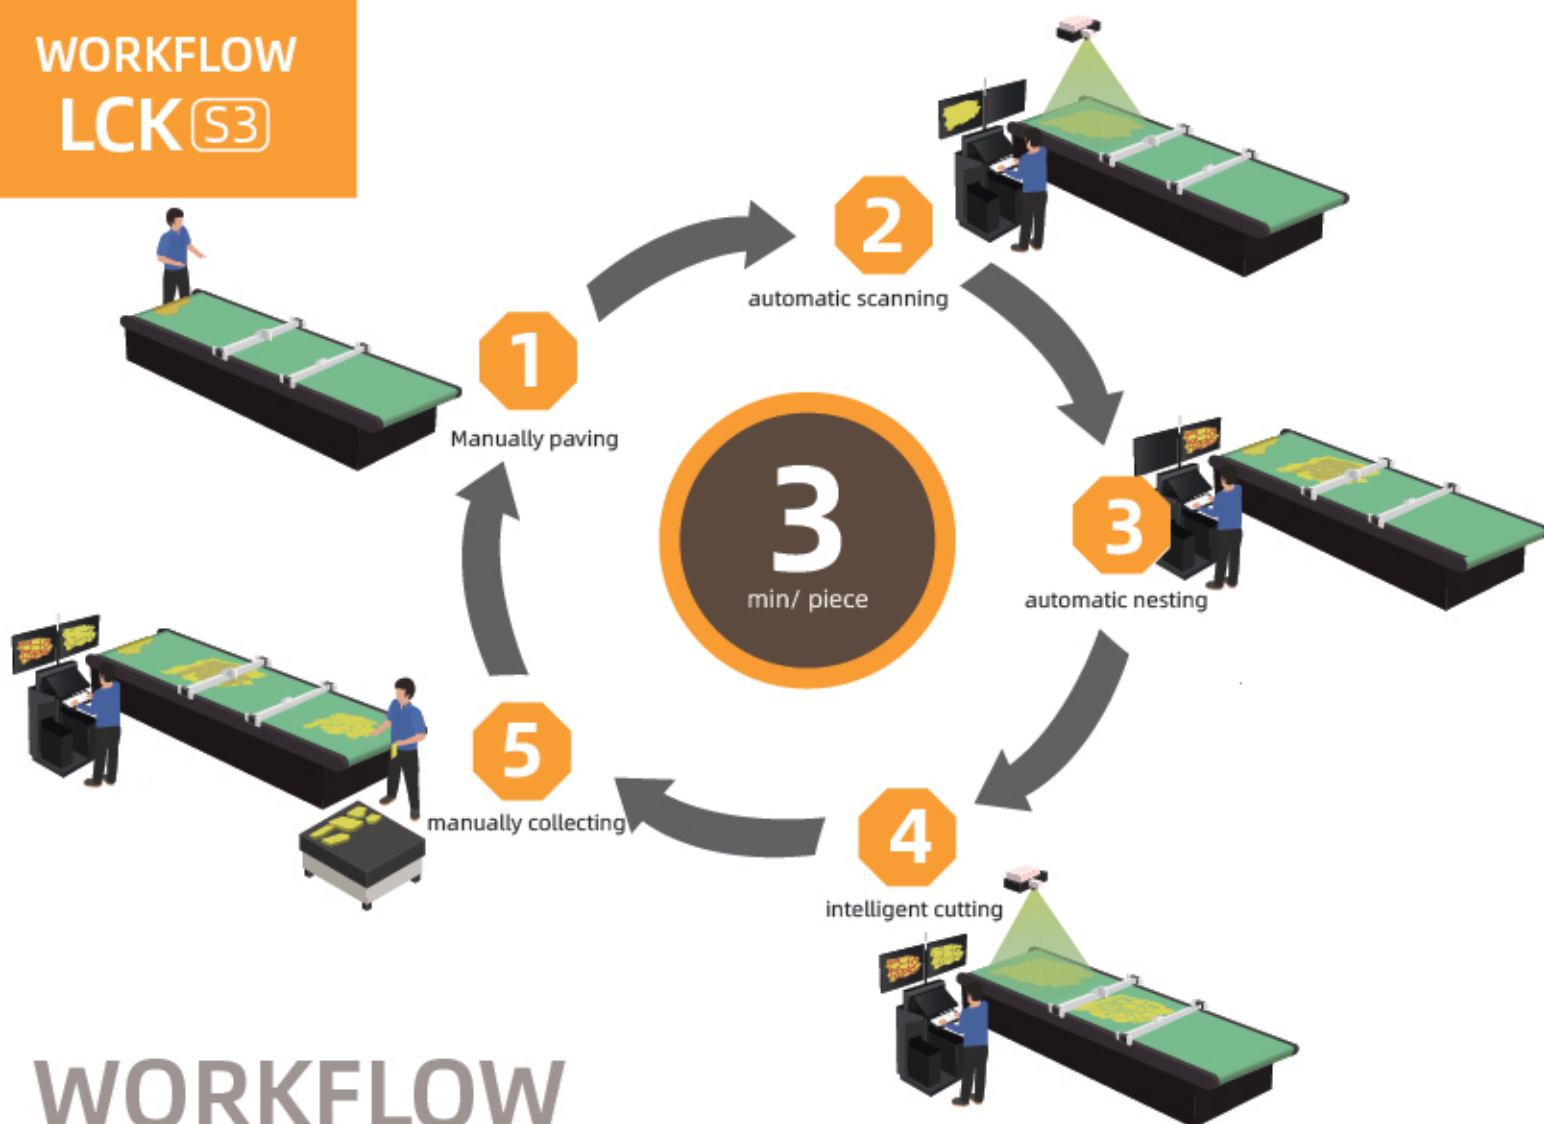 WORKFLOW
LCK S3
1
Manually paving
2
automatic scanning
3
automatic nesting
4
intelligent cutting
5
manually collecting
3
min/ piece
WORKFLOW